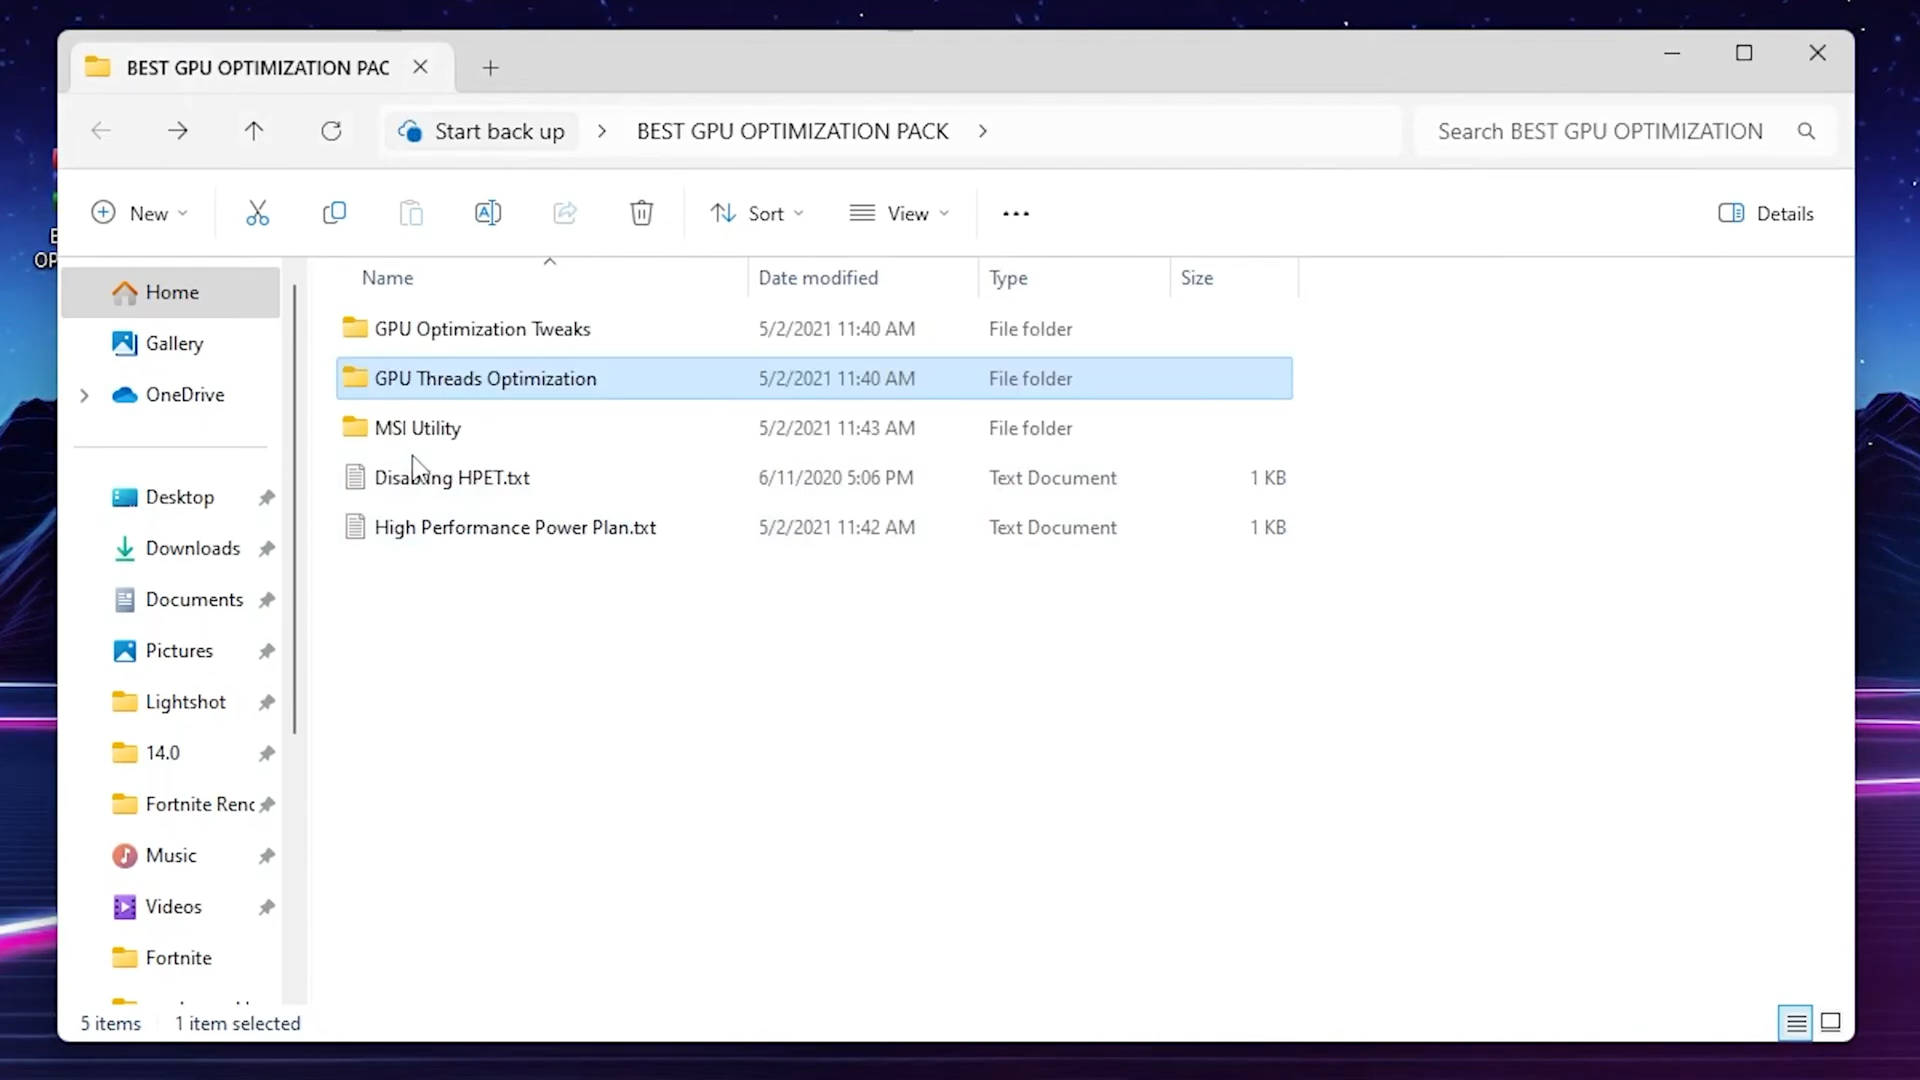 BEST GPU OPTIMIZATION PAC
Start back up > BEST GPU OPTIMIZATION PACK >
Search BEST GPU OPTIMIZATION
New
Sort
View
Details
OP
Home
Gallery
OneDrive
Desktop
Downloads
Documents
Pictures
Lightshot
14.0
Fortnite Renc
Music
Videos
Fortnite
Name Date modified Type Size
GPU Optimization Tweaks 5/2/2021 11:40 AM File folder
GPU Threads Optimization 5/2/2021 11:40 AM File folder
MSI Utility 5/2/2021 11:43 AM File folder
Disabling HPET.txt 6/11/2020 5:06 PM Text Document 1 KB
High Performance Power Plan.txt 5/2/2021 11:42 AM Text Document 1 KB
5 items 1 item selected